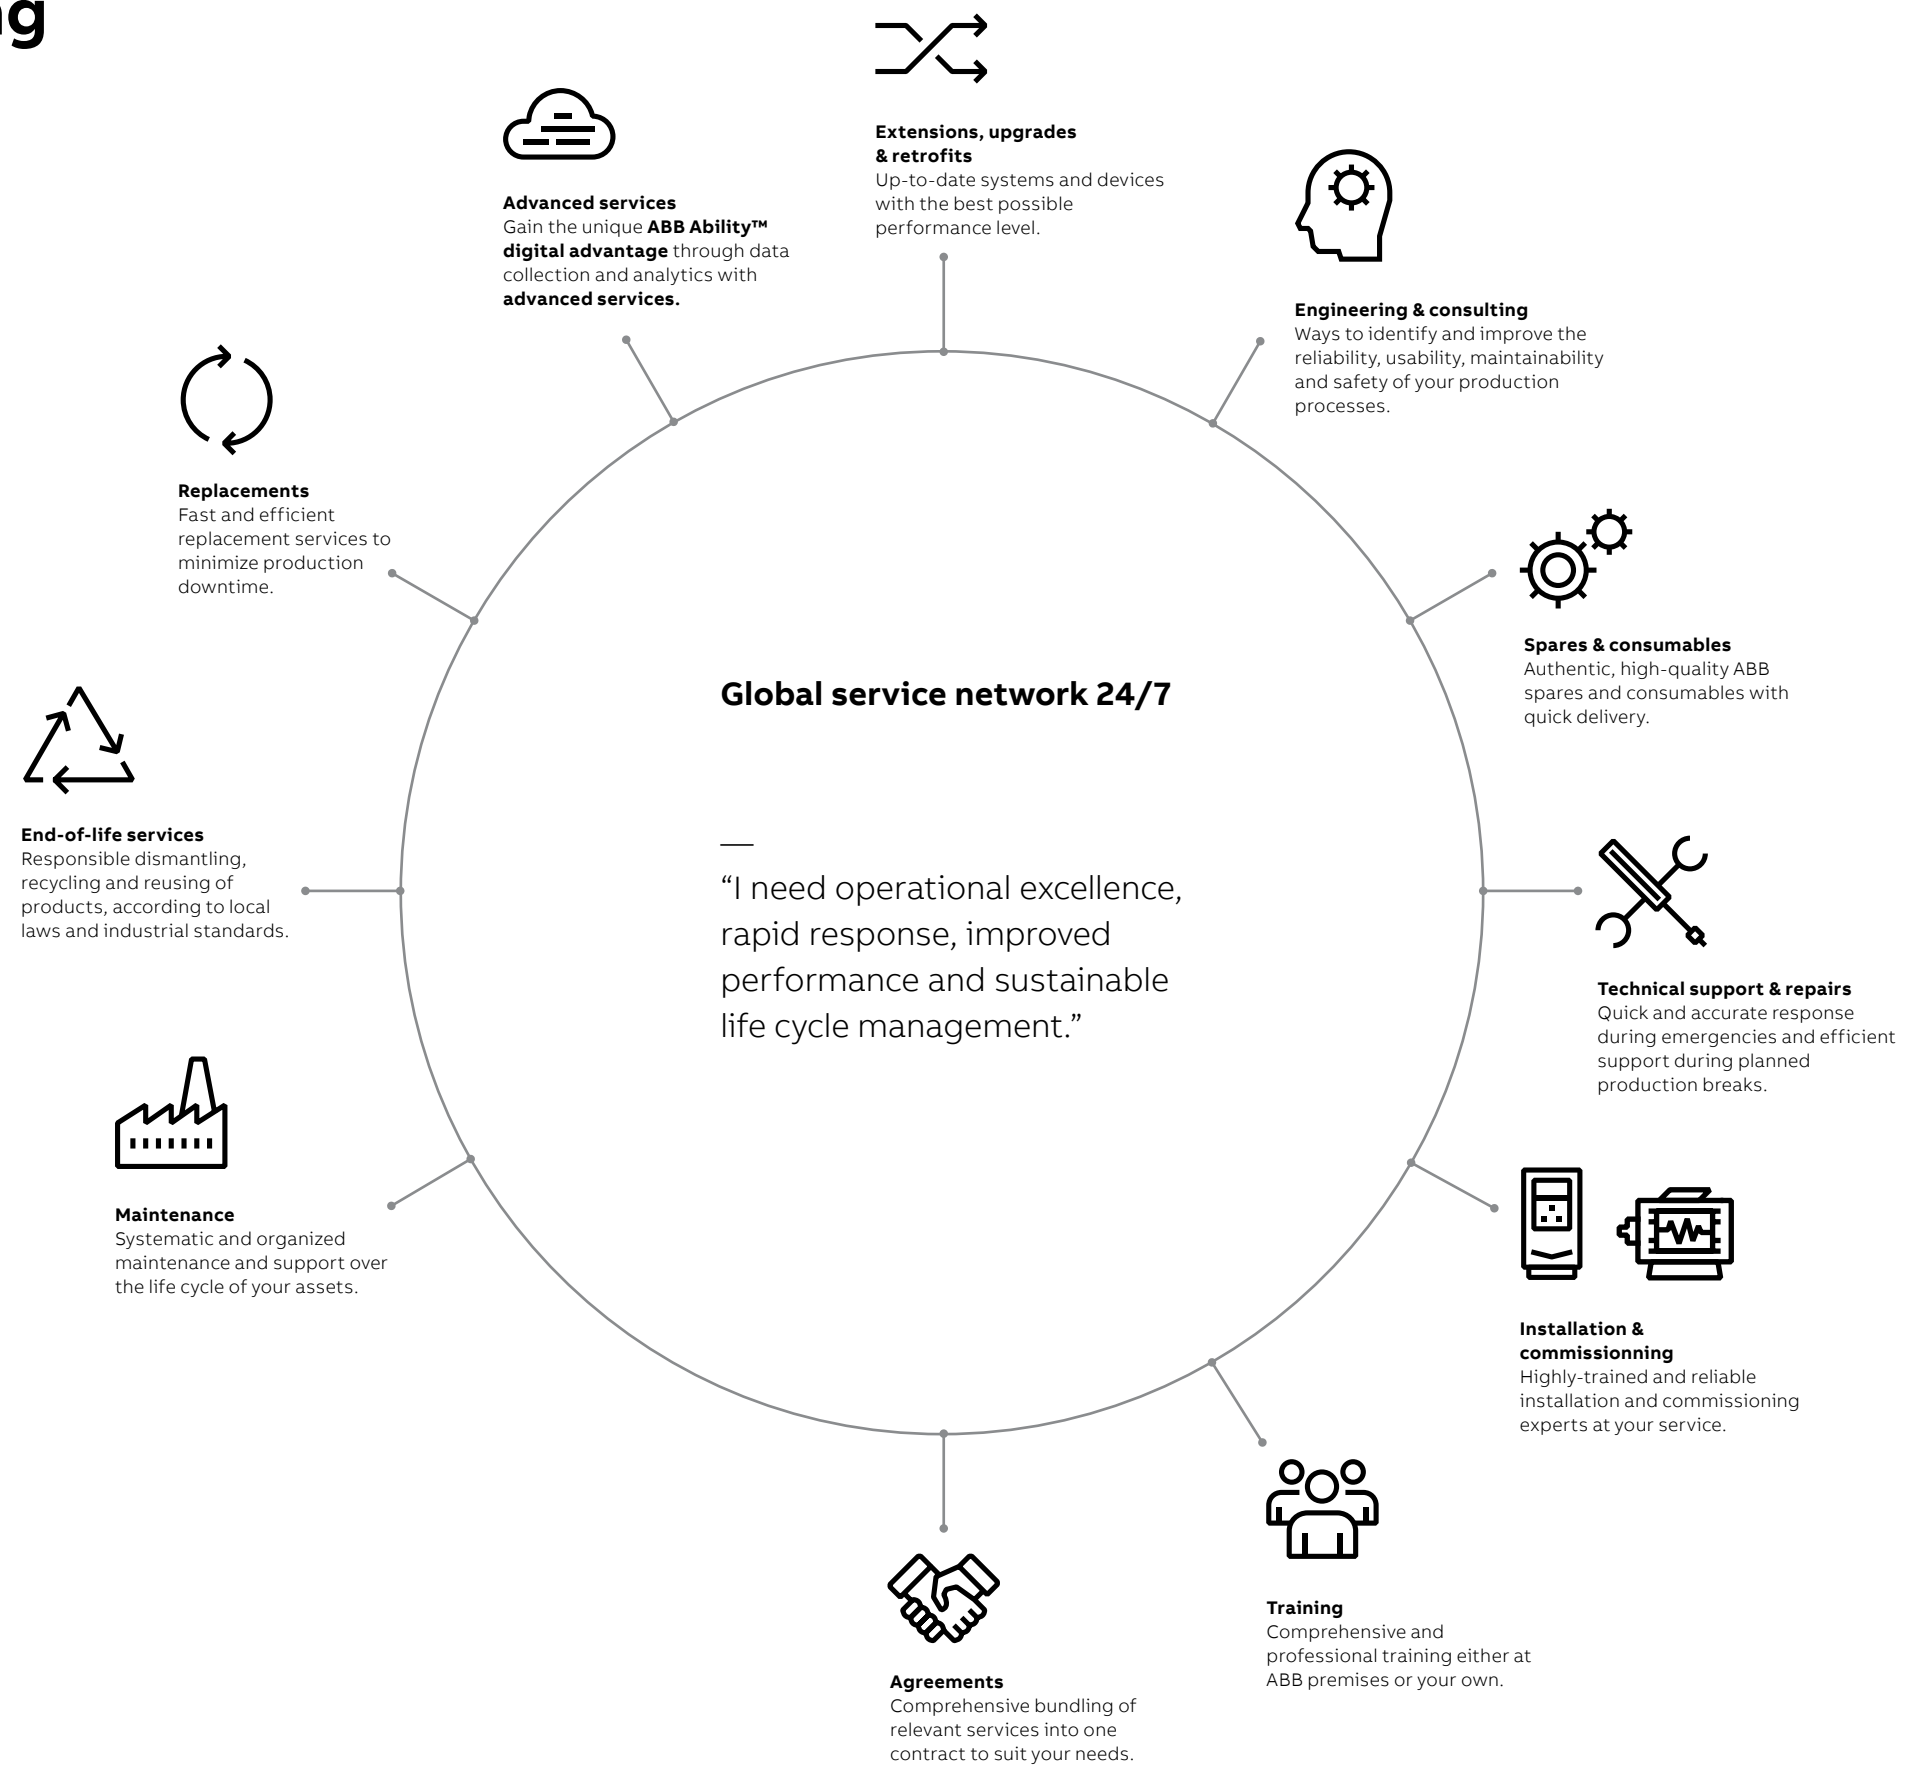 Extensions, upgrades
& retrofits
Up-to-date systems and devices
with the best possible
performance level.
Engineering & consulting
Ways to identify and improve the
reliability, usability, maintainability
and safety of your production
processes.
Spares & consumables
Authentic, high-quality ABB
spares and consumables with
quick delivery.
Technical support & repairs
Quick and accurate response
during emergencies and efficient
support during planned
production breaks.
Installation &
commissionning
Highly-trained and reliable
installation and commissioning
experts at your service.
Training
Comprehensive and
professional training either at
ABB premises or your own.
Agreements
Comprehensive bundling of
relevant services into one
contract to suit your needs.
Maintenance
Systematic and organized
maintenance and support over
the life cycle of your assets.
End-of-life services
Responsible dismantling,
recycling and reusing of
products, according to local
laws and industrial standards.
Replacements
Fast and efficient
replacement services to
minimize production
downtime.
Advanced services
Gain the unique ABB Ability™
digital advantage through data
collection and analytics with
advanced services.
Global service network 24/7
“I need operational excellence,
rapid response, improved
performance and sustainable
life cycle management.”